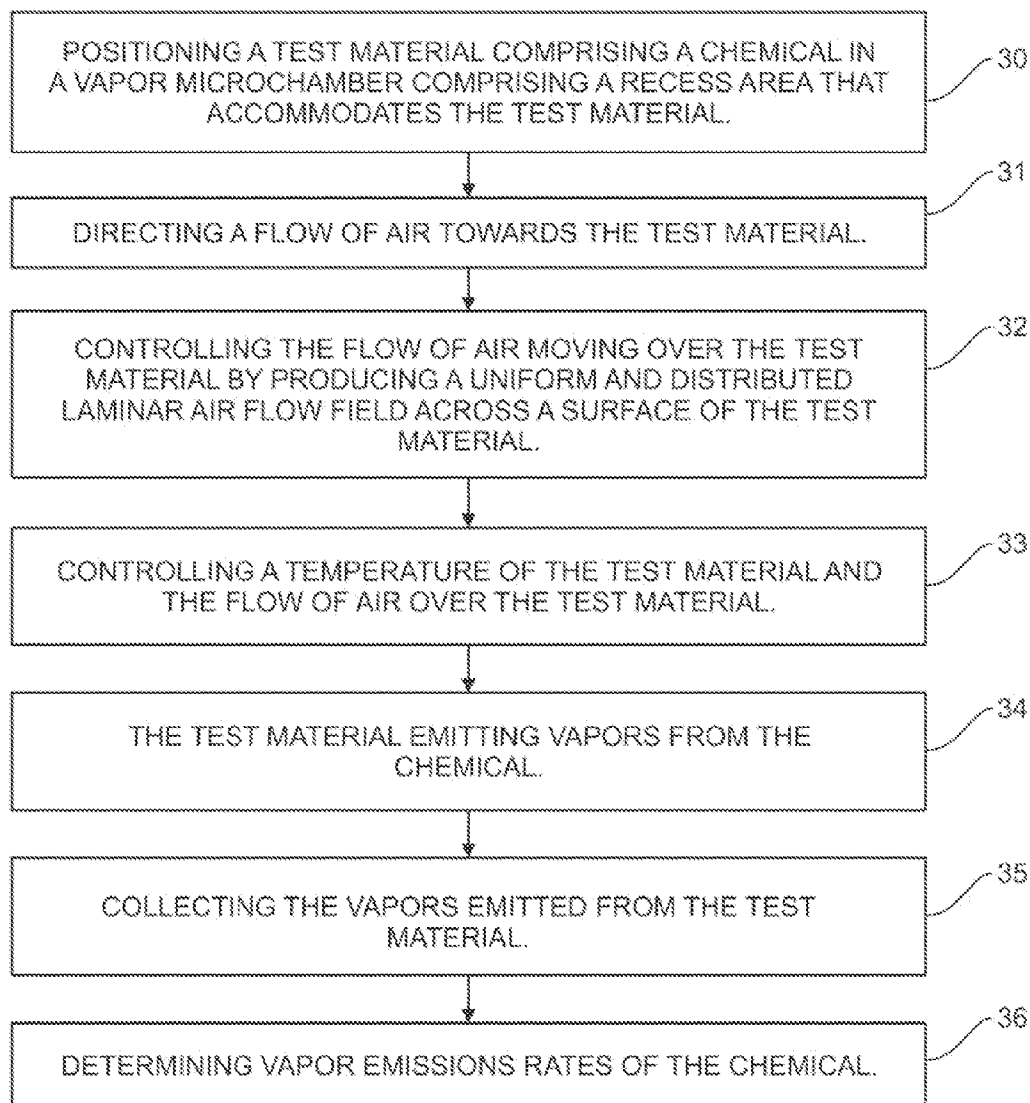 POSITIONING A TEST MATERIAL COMPRISING A CHEMICAL IN
A VAPOR MICROCHAMBER COMPRISING A RECESS AREA THAT
ACCOMMODATES THE TEST MATERIAL.
30
31
DIRECTING A FLOW OF AIR TOWARDS THE TEST MATERIAL.
32
CONTROLLING THE FLOW OF AIR MOVING OVER THE TEST
MATERIAL BY PRODUCING A UNIFORM AND DISTRIBUTED
LAMINAR AIR FLOW FIELD ACROSS A SURFACE OF THE TEST
MATERIAL.
33
CONTROLLING A TEMPERATURE OF THE TEST MATERIAL AND
THE FLOW OF AIR OVER THE TEST MATERIAL.
34
THE TEST MATERIAL EMITTING VAPORS FROM THE
CHEMICAL.
35
COLLECTING THE VAPORS EMITTED FROM THE TEST
MATERIAL.
36
DETERMINING VAPOR EMISSIONS RATES OF THE CHEMICAL.